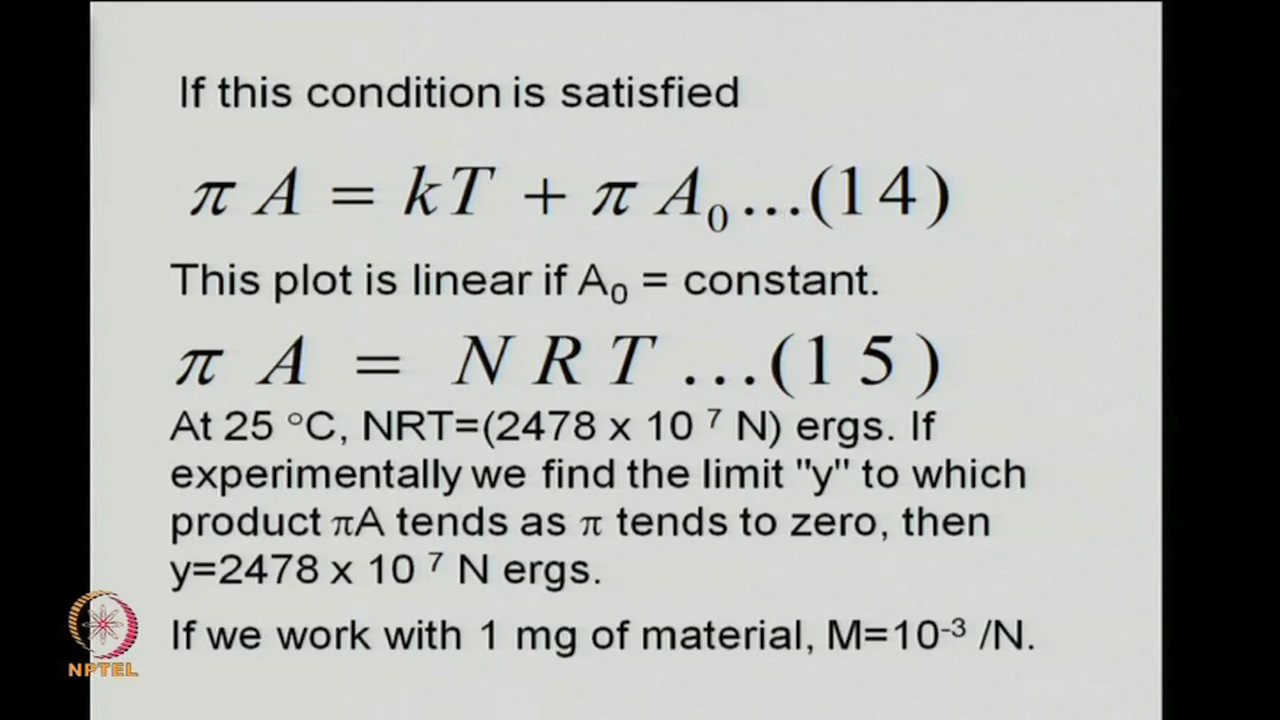 If this condition is satisfied
π A = kT + π A₀ ...(14)
This plot is linear if A₀ = constant.
π A = N R T ...(15)
At 25 °C, NRT=(2478 x 10 ⁷ N) ergs. If
experimentally we find the limit "y" to which
product πA tends as π tends to zero, then
y=2478 x 10 ⁷ N ergs.
If we work with 1 mg of material, M=10⁻³ /N.
NPTEL